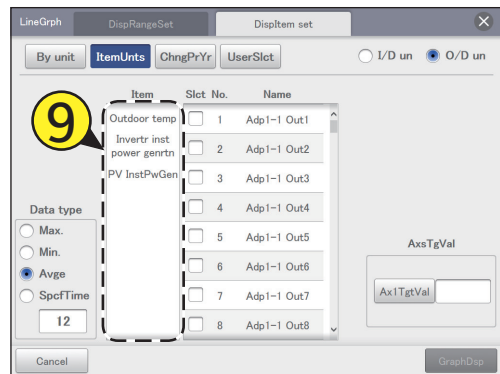 LineGrph
DispRangeSet
DispItem set
By unit
ItemUnts
ChngPrYr
UserSlct
I/D un
O/D un
Item
Slct No.
Name
9
Outdoor temp
Invertr inst
power genrtn
PV InstPwGen
1 Adp1-1 Out1
2 Adp1-1 Out2
3 Adp1-1 Out3
4 Adp1-1 Out4
5 Adp1-1 Out5
6 Adp1-1 Out6
7 Adp1-1 Out7
8 Adp1-1 Out8
Data type
Max.
Min.
Avge
SpcfTime
12
AxsTgVal
Ax1TgtVal
Cancel
GraphDsp